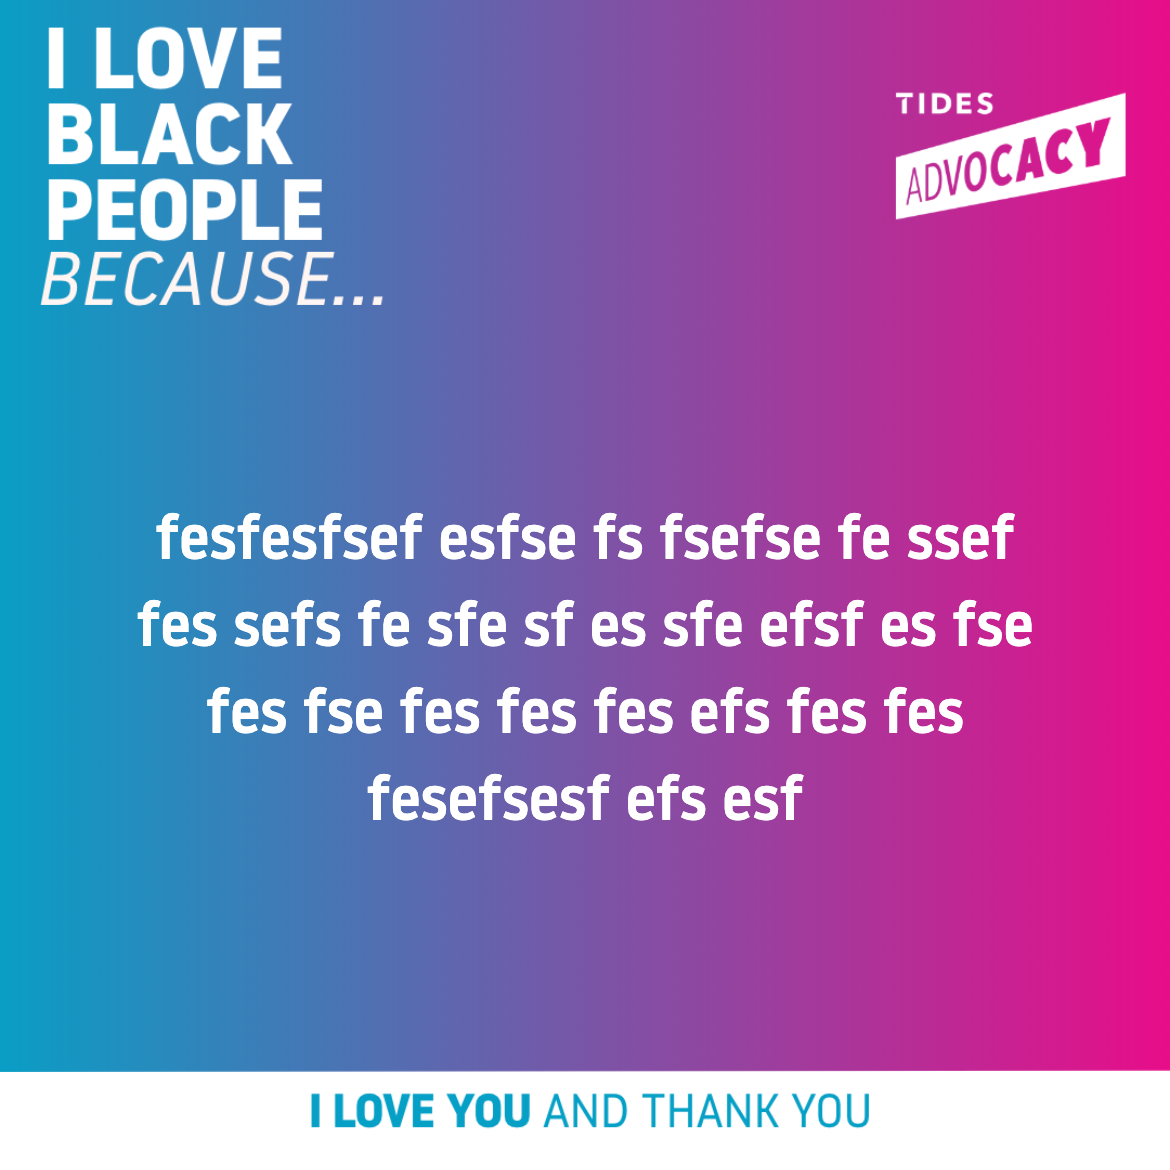 I LOVE
BLACK
PEOPLE
BECAUSE...
TIDES
ADVOCACY
fesfesfsef esfse fs fsefse fe ssef
fes sefs fe sfe sf es sfe efsf es fse
fes fse fes fes fes efs fes fes
fesefsesf efs esf
I LOVE YOU AND THANK YOU